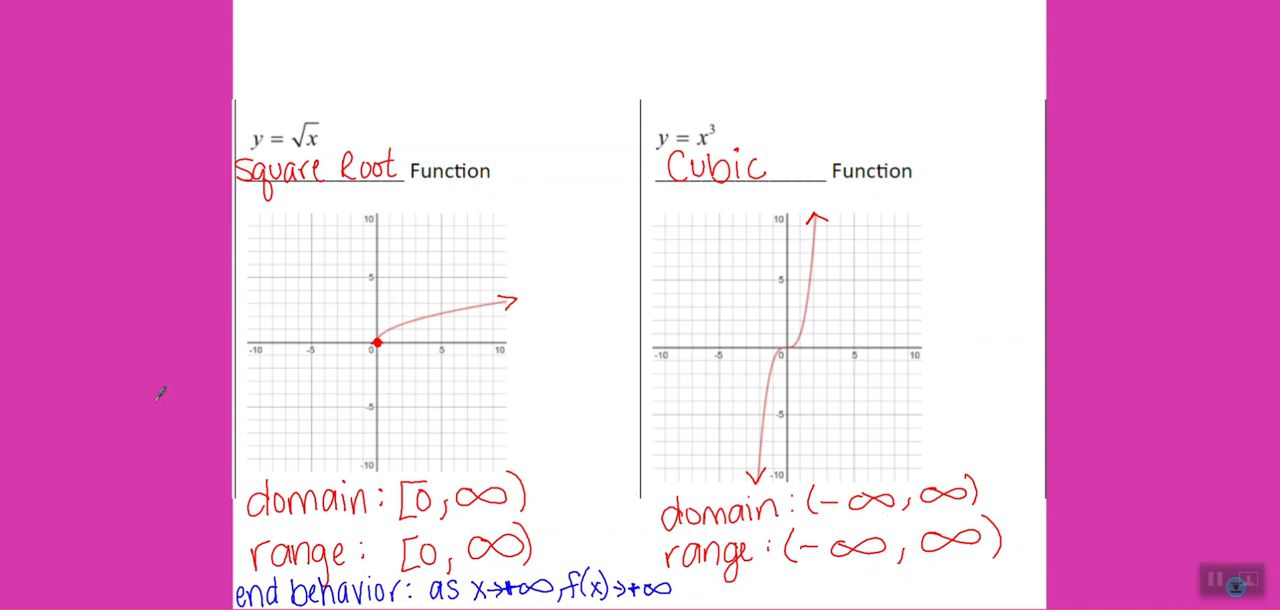 y = √x
Square Root Function
10
5
-10 -5 0 5 10
-5
-10
domain: [0, ∞)
range: [0, ∞)
end behavior: as x→+∞, f(x)→+∞
y = x³
Cubic Function
10
5
-10 -5 0 5 10
-5
-10
domain: (-∞, ∞)
range: (-∞, ∞)